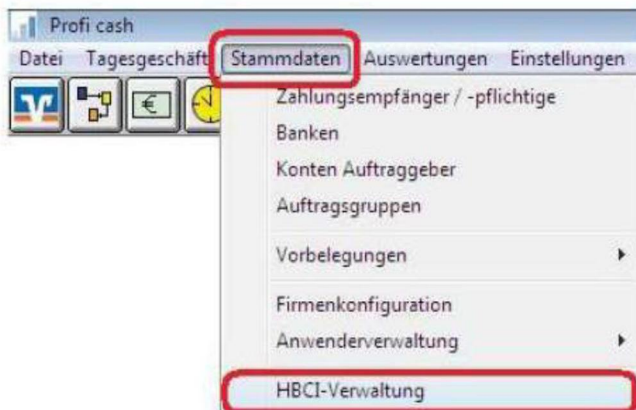 Profi cash
Datei Tagesgeschäft Stammdaten Auswertungen Einstellungen
Zahlungsempfänger / -pflichtige
Banken
Konten Auftraggeber
Auftragsgruppen
Vorbelegungen
Firmenkonfiguration
Anwenderverwaltung
HBCI-Verwaltung